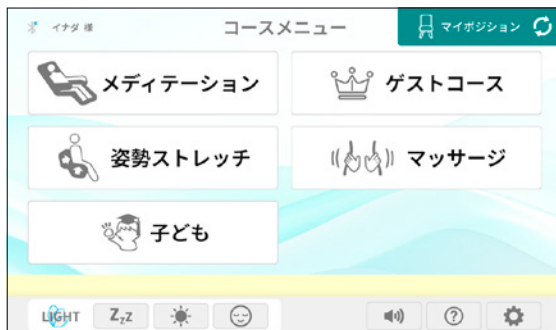 イナダ 様
コースメニュー
マイポジション
メディテーション
ゲストコース
姿勢ストレッチ
マッサージ
子ども
LIGHT
ZzZ
?